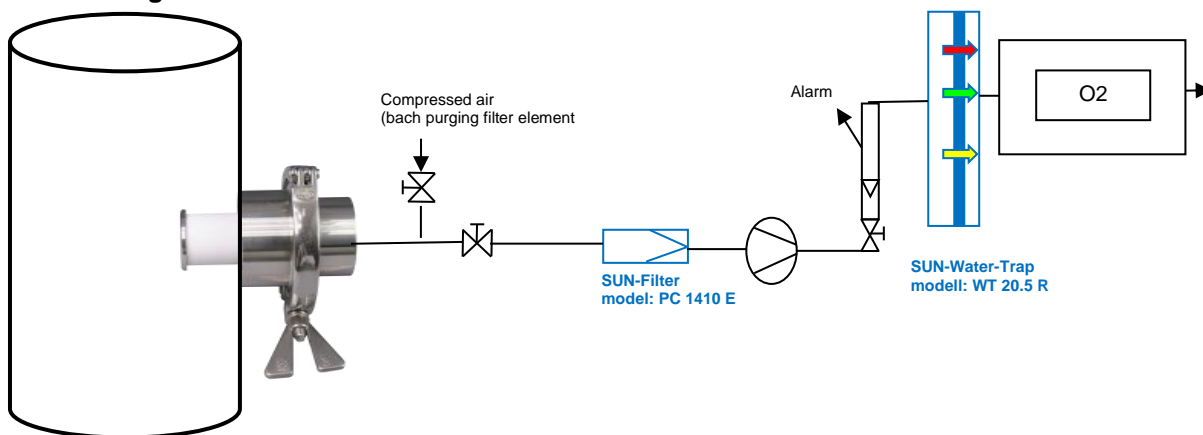 Compressed air
(bach purging filter element
Alarm
O2
SUN-Filter
model: PC 1410 E
SUN-Water-Trap
modell: WT 20.5 R